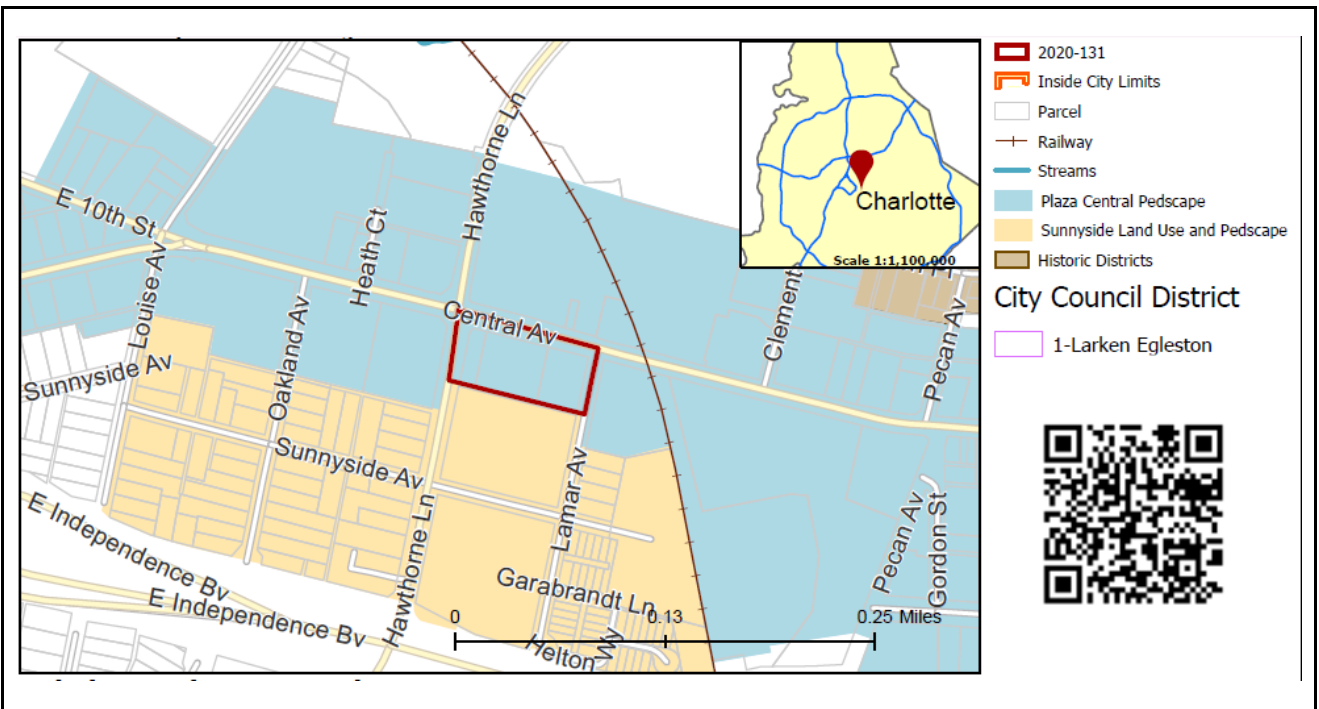 Hawthorne Ln
E 10th St
Heath Ct
Louise Av
Central Av
Clement
Pecan Av
Charlotte
Scale 1:1,100,000
Sunnyside Av
Oakland Av
Sunnyside Av
Lamar Av
Hawthorne Ln
E Independence Bv
E Independence Bv
Garabrandt Ln
Helton Wy
Pecan Av
Gordon St
0 0.13 0.25 Miles
2020-131
Inside City Limits
Parcel
Railway
Streams
Plaza Central Pedscape
Sunnyside Land Use and Pedscape
Historic Districts
City Council District
1-Larken Egleston